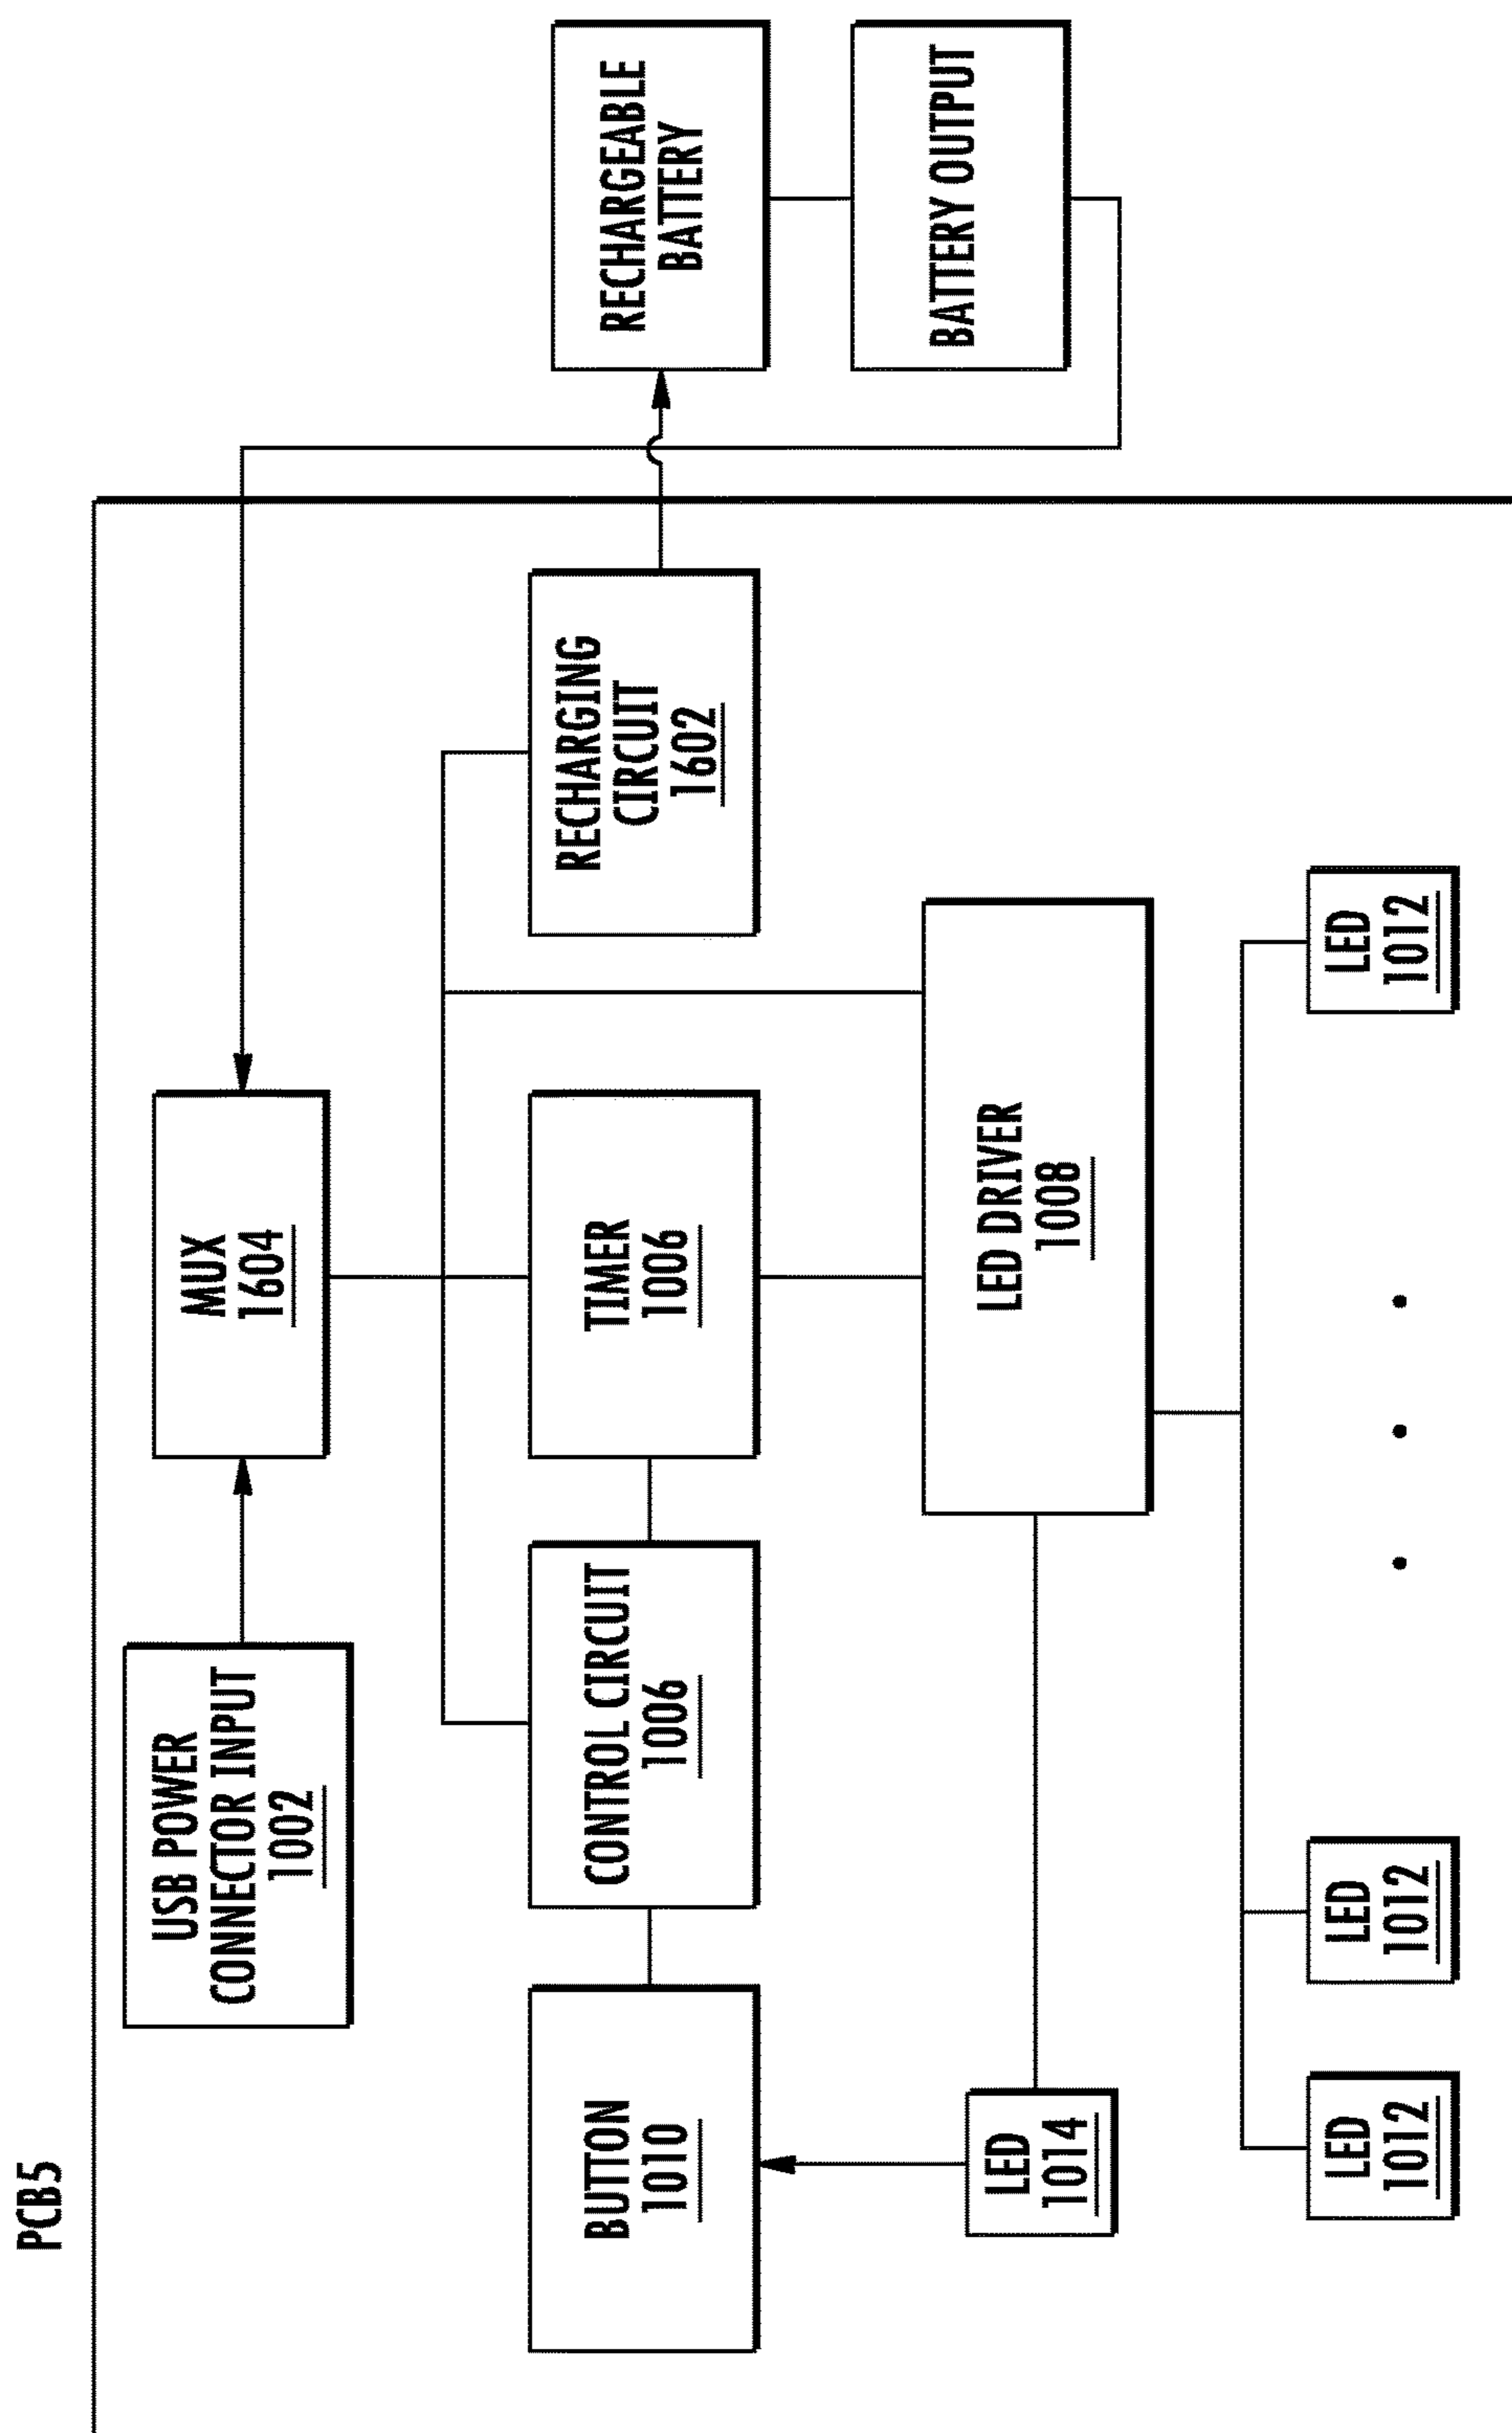 PCB5
USB POWER
CONNECTOR INPUT
1002
MUX
1604
BUTTON
1010
CONTROL CIRCUIT
1006
TIMER
1006
RECHARGING
CIRCUIT
1602
RECHARGEABLE
BATTERY
BATTERY OUTPUT
LED
1014
LED DRIVER
1008
LED
1012
LED
1012
LED
1012